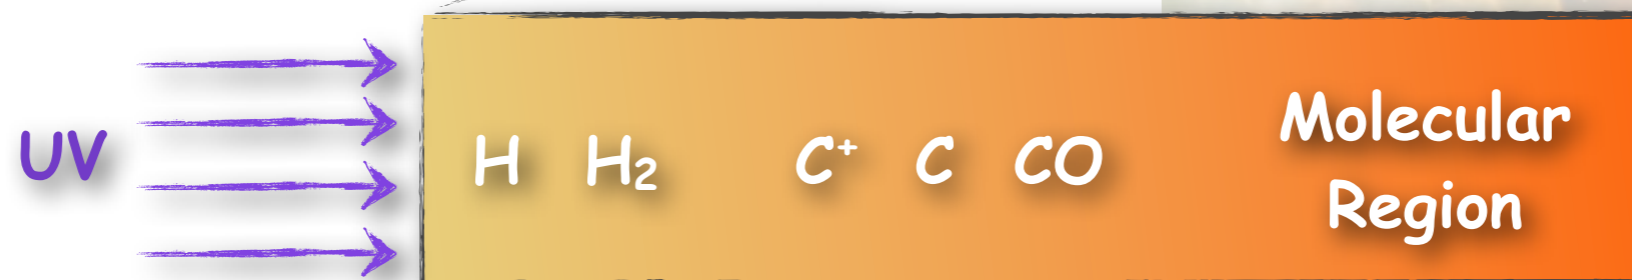 UV
H H₂ C⁺ C CO
Molecular
Region